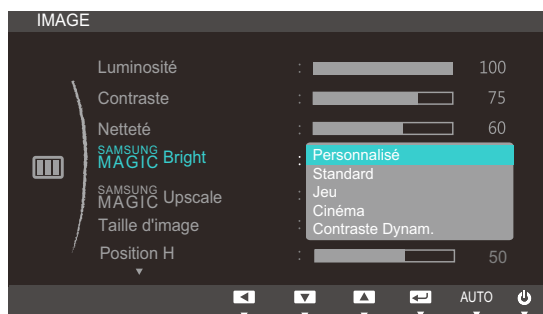 IMAGE
Luminosité : 100
Contraste : 75
Netteté : 60
SAMSUNG MAGIC Bright : Personnalisé
Standard
SAMSUNG MAGIC Upscale : Jeu
Cinéma
Taille d'image : Contraste Dynam.
Position H : 50
AUTO